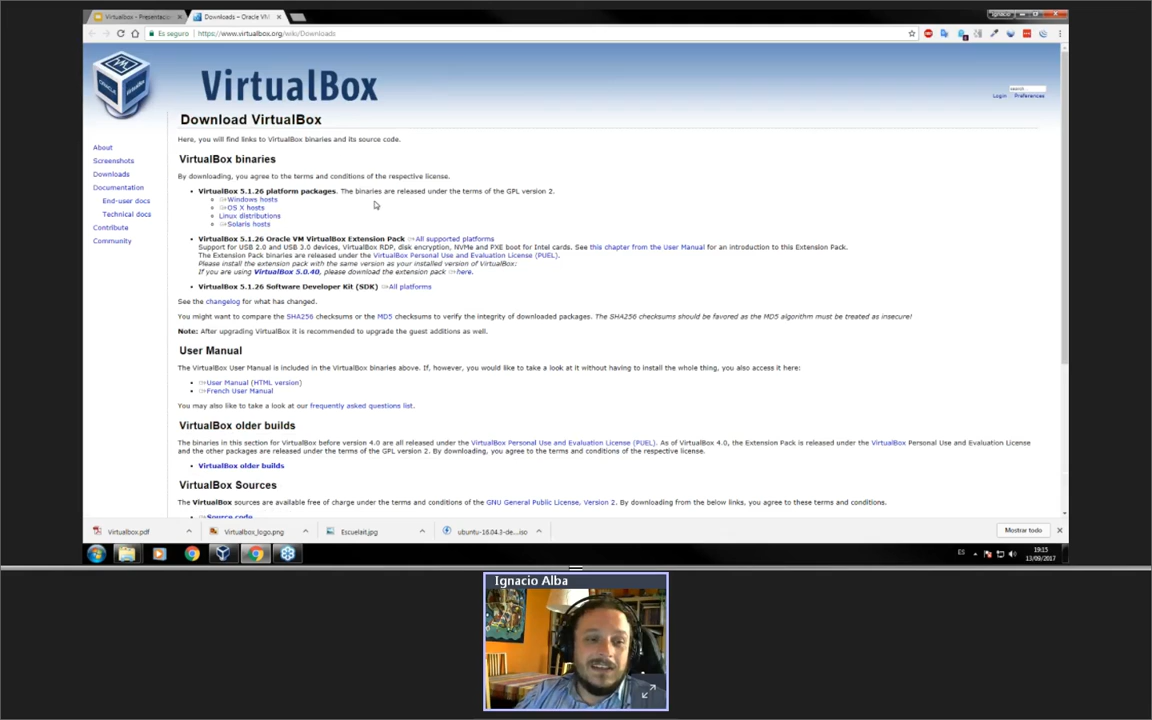 Virtualbox - Presentacio
Downloads – Oracle VM
Ignacio
Es seguro
https://www.virtualbox.org/wiki/Downloads
VirtualBox
search...
Login
Preferences
Download VirtualBox
Here, you will find links to VirtualBox binaries and its source code.
About
Screenshots
Downloads
Documentation
End-user docs
Technical docs
Contribute
Community
VirtualBox binaries
By downloading, you agree to the terms and conditions of the respective license.
VirtualBox 5.1.26 platform packages. The binaries are released under the terms of the GPL version 2.
Windows hosts
OS X hosts
Linux distributions
Solaris hosts
VirtualBox 5.1.26 Oracle VM VirtualBox Extension Pack All supported platforms
Support for USB 2.0 and USB 3.0 devices, VirtualBox RDP, disk encryption, NVMe and PXE boot for Intel cards. See this chapter from the User Manual for an introduction to this Extension Pack.
The Extension Pack binaries are released under the VirtualBox Personal Use and Evaluation License (PUEL).
Please install the extension pack with the same version as your installed version of VirtualBox:
If you are using VirtualBox 5.0.40, please download the extension pack here.
VirtualBox 5.1.26 Software Developer Kit (SDK) All platforms
See the changelog for what has changed.
You might want to compare the SHA256 checksums or the MD5 checksums to verify the integrity of downloaded packages. The SHA256 checksums should be favored as the MD5 algorithm must be treated as insecure!
Note: After upgrading VirtualBox it is recommended to upgrade the guest additions as well.
User Manual
The VirtualBox User Manual is included in the VirtualBox binaries above. If, however, you would like to take a look at it without having to install the whole thing, you also access it here:
User Manual (HTML version)
French User Manual
You may also like to take a look at our frequently asked questions list.
VirtualBox older builds
The binaries in this section for VirtualBox before version 4.0 are all released under the VirtualBox Personal Use and Evaluation License (PUEL). As of VirtualBox 4.0, the Extension Pack is released under the VirtualBox Personal Use and Evaluation License
and the other packages are released under the terms of the GPL version 2. By downloading, you agree to the terms and conditions of the respective license.
VirtualBox older builds
VirtualBox Sources
The VirtualBox sources are available free of charge under the terms and conditions of the GNU General Public License, Version 2. By downloading from the below links, you agree to these terms and conditions.
Source code
Virtualbox.pdf
Virtualbox_logo.png
Escuelait.jpg
ubuntu-16.04.3-de....iso
Mostrar todo
ES
19:15
13/09/2017
Ignacio Alba